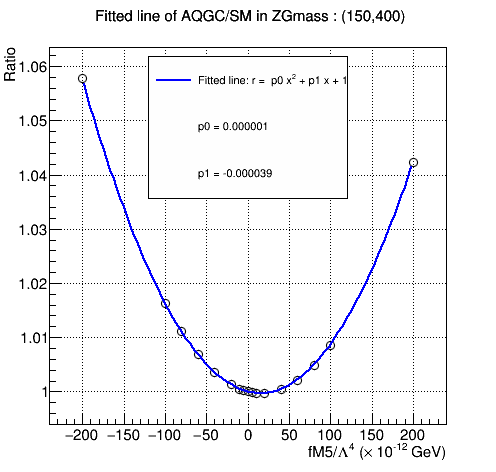 Fitted line of AQGC/SM in ZGmass : (150,400)
Ratio
1.06
1.05
1.04
1.03
1.02
1.01
1
Fitted line: r = p0 x² + p1 x + 1
p0 = 0.000001
p1 = -0.000039
−200 −150 −100 −50 0 50 100 150 200
fM5/Λ⁴ (× 10⁻¹² GeV)